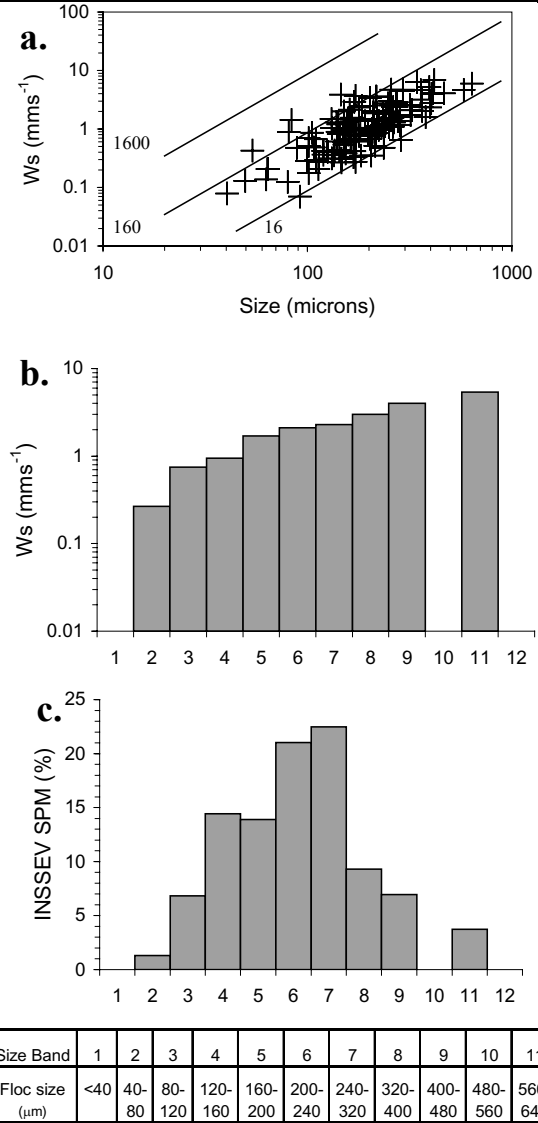 a.
100
10
1
0.1
0.01
Ws (mms⁻¹)
1600
160
16
10 100 1000
Size (microns)
b.
10
1
0.1
0.01
Ws (mms⁻¹)
1 2 3 4 5 6 7 8 9 10 11 12
c.
25
20
15
10
5
0
INSSEV SPM (%)
1 2 3 4 5 6 7 8 9 10 11 12
Size Band 1 2 3 4 5 6 7 8 9 10 11
Floc size <40 40- 80- 120- 160- 200- 240- 320- 400- 480- 560
(μm) 80 120 160 200 240 320 400 480 560 64